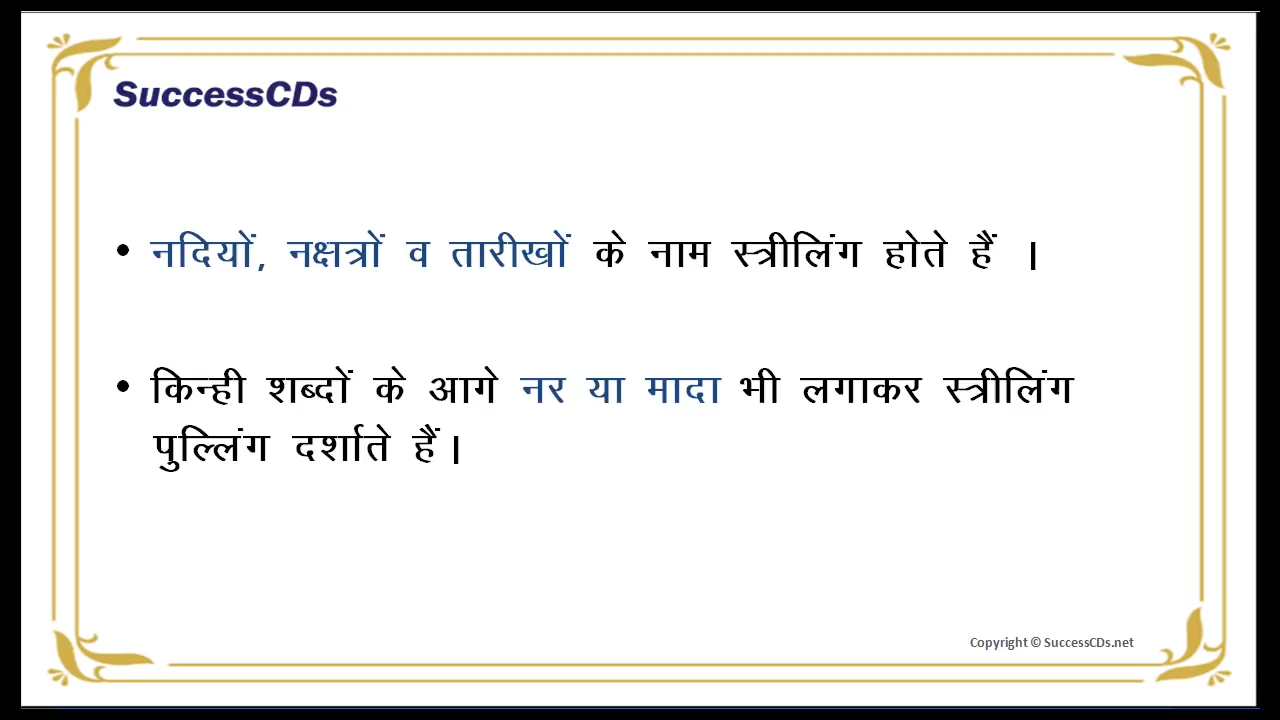 SuccessCDs
• नदियों, नक्षत्रों व तारीखों के नाम स्त्रीलिंग होते हैं ।
• किन्ही शब्दों के आगे नर या मादा भी लगाकर स्त्रीलिंग
पुल्लिंग दर्शाते हैं।
Copyright © SuccessCDs.net